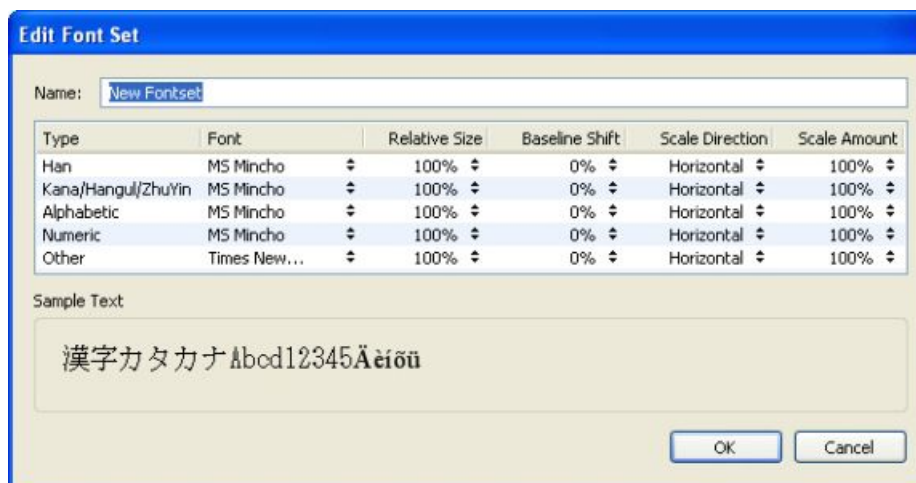 Edit Font Set
Name: New Fontset
Type Font Relative Size Baseline Shift Scale Direction Scale Amount
Han MS Mincho 100% 0% Horizontal 100%
Kana/Hangul/ZhuYin MS Mincho 100% 0% Horizontal 100%
Alphabetic MS Mincho 100% 0% Horizontal 100%
Numeric MS Mincho 100% 0% Horizontal 100%
Other Times New... 100% 0% Horizontal 100%
Sample Text
漢字カタカナAbcd12345Äèíõü
OK Cancel